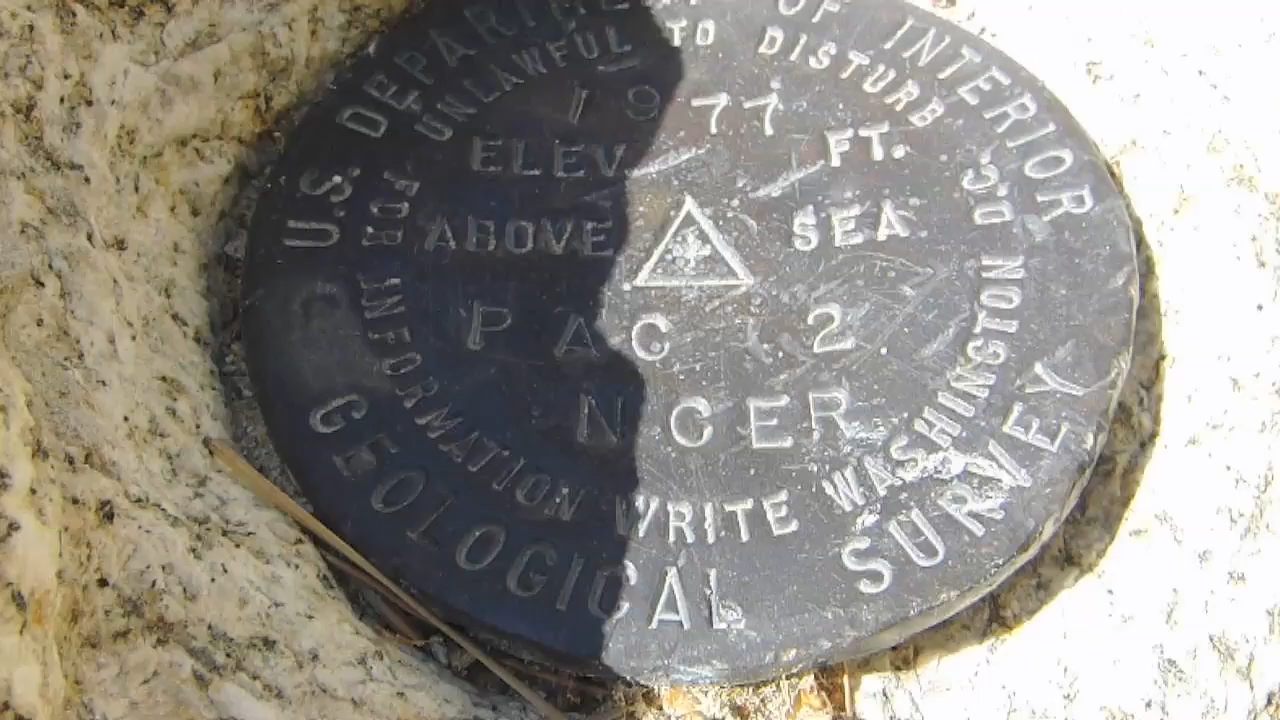 U.S. DEPARTMENT OF INTERIOR
UNLAWFUL TO DISTURB
1977
ELEV FT.
ABOVE SEA
PAC 2
NCER
FOR INFORMATION WRITE WASHINGTON D.C.
GEOLOGICAL SURVEY